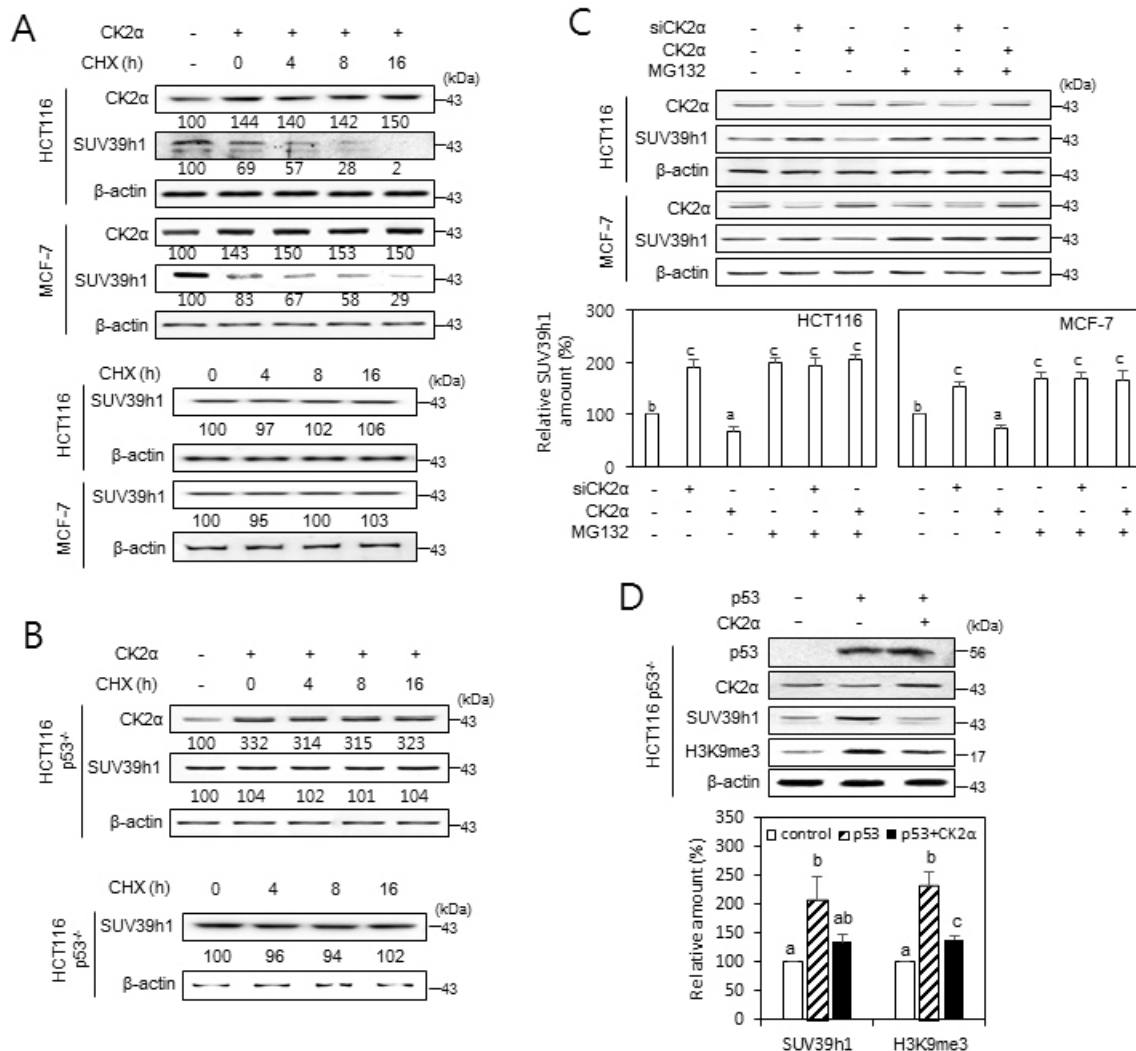 A
CK2α - + + + +
CHX (h) - 0 4 8 16
(kDa)
HCT116
CK2α 43
100 144 140 142 150
SUV39h1 43
100 69 57 28 2
β-actin 43
MCF-7
CK2α 43
100 143 150 153 150
SUV39h1 43
100 83 67 58 29
β-actin 43
CHX (h) 0 4 8 16
(kDa)
HCT116
SUV39h1 43
100 97 102 106
β-actin 43
MCF-7
SUV39h1 43
100 95 100 103
β-actin 43
B
CK2α - + + + +
CHX (h) - 0 4 8 16
(kDa)
HCT116
p53-/-
CK2α 43
100 332 314 315 323
SUV39h1 43
100 104 102 101 104
β-actin 43
CHX (h) 0 4 8 16
(kDa)
HCT116
p53-/-
SUV39h1 43
100 96 94 102
β-actin 43
C
siCK2α - + - - + -
CK2α - - + - - +
MG132 - - - + + +
(kDa)
HCT116
CK2α 43
SUV39h1 43
β-actin 43
MCF-7
CK2α 43
SUV39h1 43
β-actin 43
Relative SUV39h1
amount (%)
300
200
100
0
HCT116
b c a c c c
MCF-7
b c a c c c
siCK2α - + - - + - - + - - + -
CK2α - - + - - + - - + - - +
MG132 - - - + + + - - - + + +
D
p53 - + +
CK2α - - +
(kDa)
HCT116 p53-/-
p53 56
CK2α 43
SUV39h1 43
H3K9me3 17
β-actin 43
Relative amount (%)
350
300
250
200
150
100
50
0
control p53 p53+CK2α
a b ab a b c
SUV39h1 H3K9me3